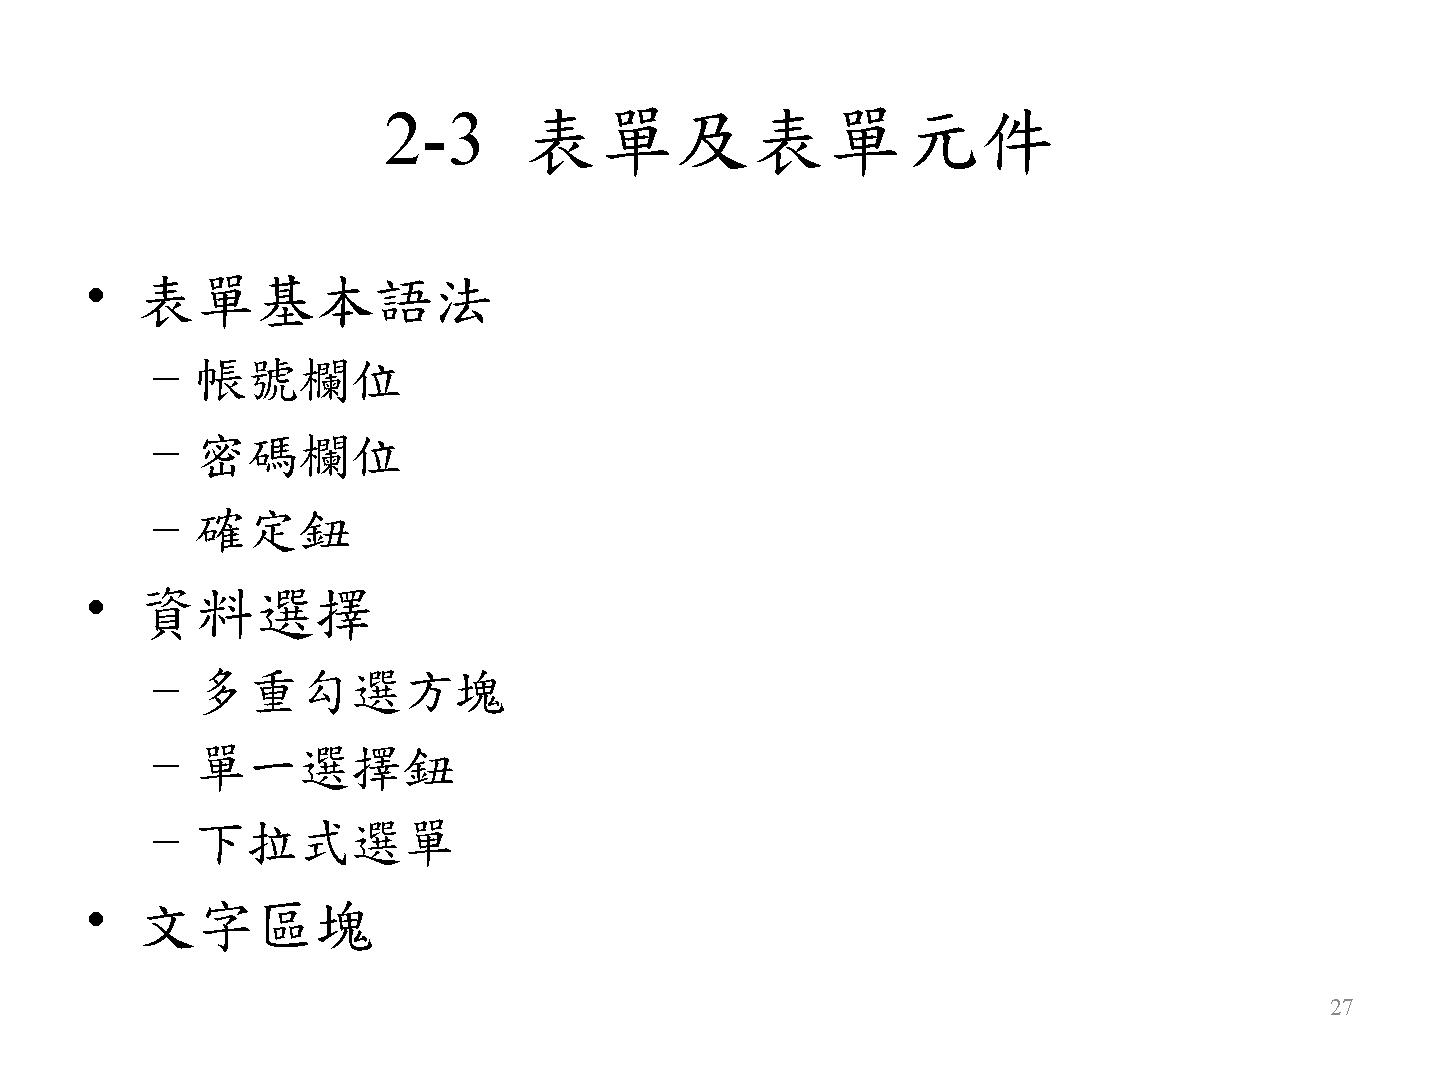 2-3 表單及表單元件
• 表單基本語法
– 帳號欄位
– 密碼欄位
– 確定鈕
• 資料選擇
– 多重勾選方塊
– 單一選擇鈕
– 下拉式選單
• 文字區塊
27